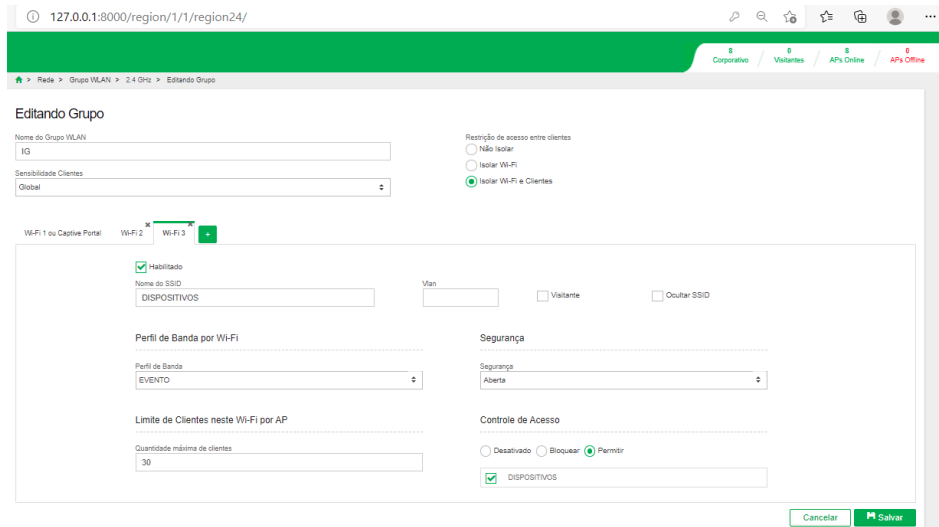 127.0.0.1:8000/region/1/1/region24/
8 Corporativo
0 Visitantes
8 APs Online
0 APs Offline
> Rede > Grupo WLAN > 2.4 GHz > Editando Grupo
Editando Grupo
Nome do Grupo WLAN
IG
Sensibilidade Clientes
Global
Restrição de acesso entre clientes
Não Isolar
Isolar Wi-Fi
Isolar Wi-Fi e Clientes
Wi-Fi 1 ou Captive Portal
Wi-Fi 2
Wi-Fi 3
+
Habilitado
Nome do SSID
DISPOSITIVOS
Vlan
Visitante
Ocultar SSID
Perfil de Banda por Wi-Fi
Perfil de Banda
EVENTO
Segurança
Segurança
Aberta
Limite de Clientes neste Wi-Fi por AP
Quantidade máxima de clientes
30
Controle de Acesso
Desativado
Bloquear
Permitir
DISPOSITIVOS
Cancelar
Salvar